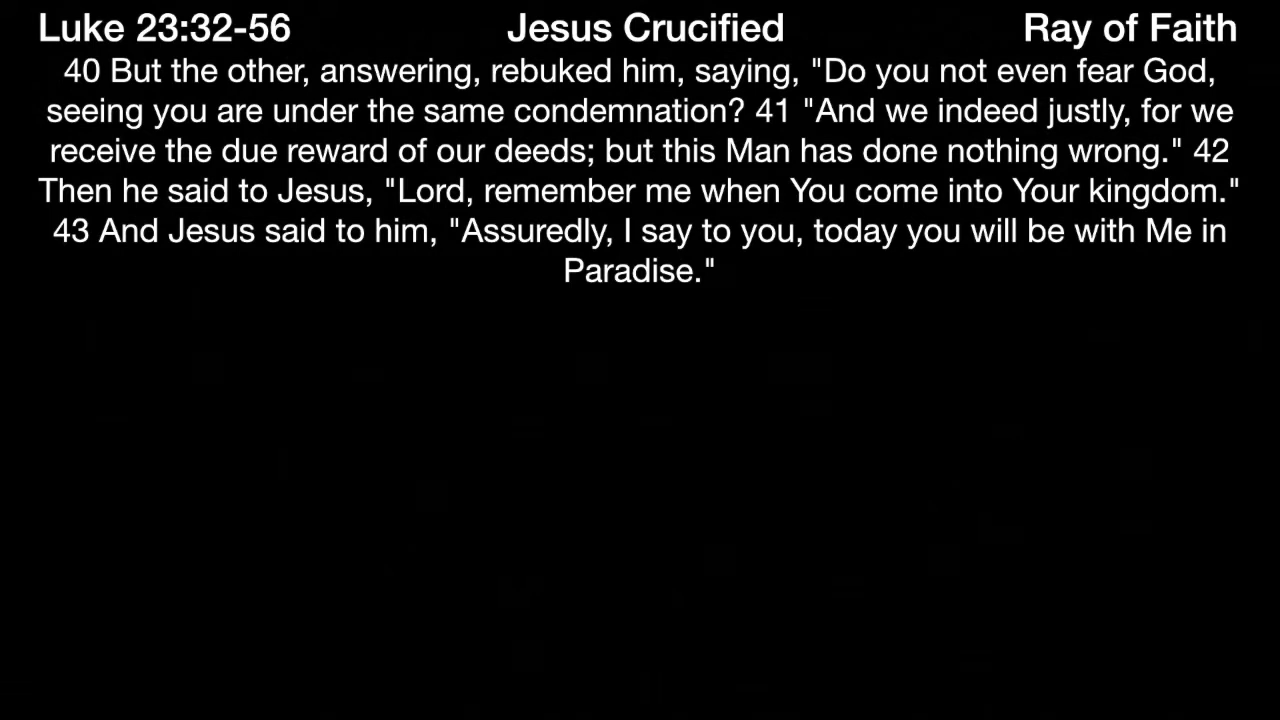 Luke 23:32-56 Jesus Crucified Ray of Faith
40 But the other, answering, rebuked him, saying, "Do you not even fear God,
seeing you are under the same condemnation? 41 "And we indeed justly, for we
receive the due reward of our deeds; but this Man has done nothing wrong." 42
Then he said to Jesus, "Lord, remember me when You come into Your kingdom."
43 And Jesus said to him, "Assuredly, I say to you, today you will be with Me in
Paradise."